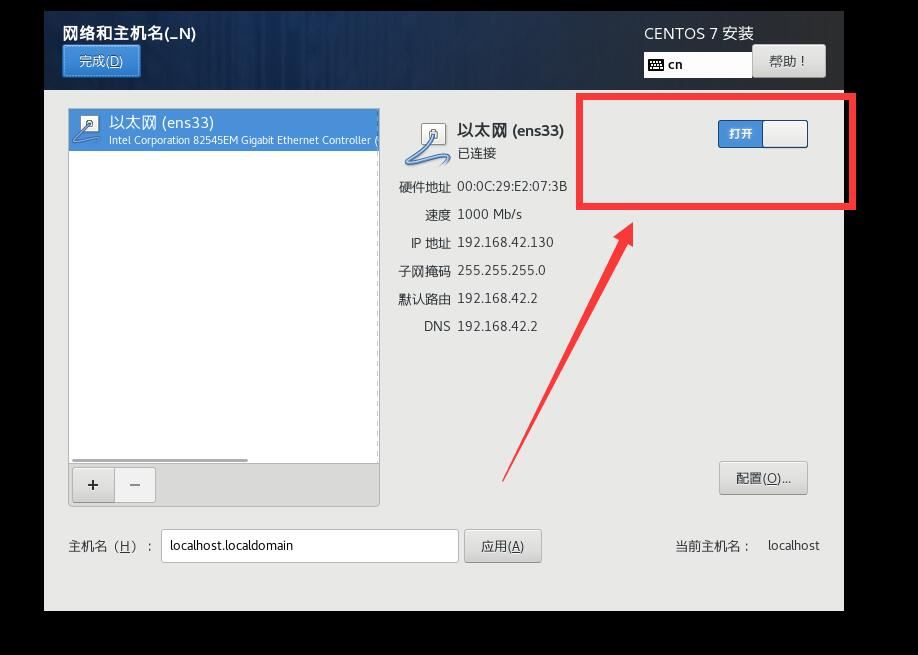 网络和主机名(_N)
CENTOS 7 安装
完成(D)
cn
帮助！
以太网 (ens33)
Intel Corporation 82545EM Gigabit Ethernet Controller (
以太网 (ens33)
已连接
打开
硬件地址 00:0C:29:E2:07:3B
速度 1000 Mb/s
IP 地址 192.168.42.130
子网掩码 255.255.255.0
默认路由 192.168.42.2
DNS 192.168.42.2
+ −
配置(O)...
主机名（H）： localhost.localdomain 应用(A) 当前主机名： localhost